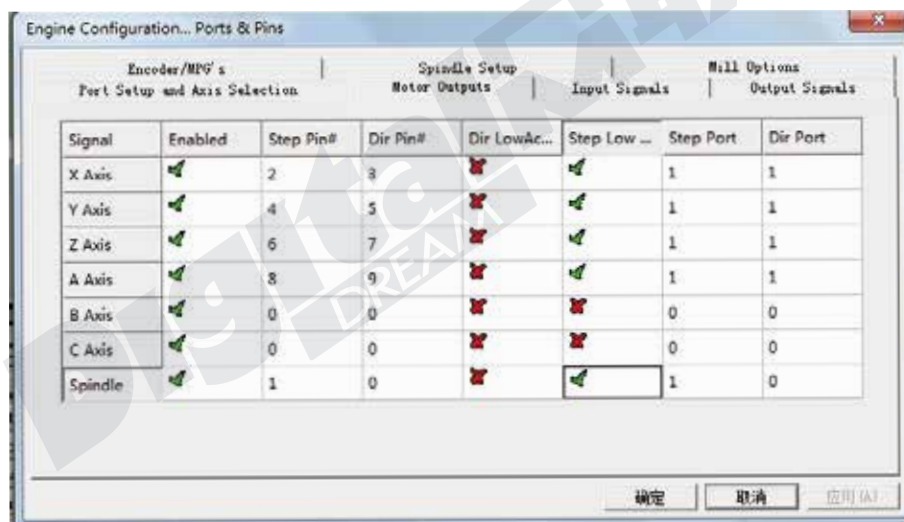 Engine Configuration... Ports & Pins
Encoder/MPG's Spindle Setup Mill Options
Port Setup and Axis Selection Motor Outputs Input Signals Output Signals
Signal Enabled Step Pin# Dir Pin# Dir LowAc... Step Low ... Step Port Dir Port
X Axis 2 3 1 1
Y Axis 4 5 1 1
Z Axis 6 7 1 1
A Axis 8 9 1 1
B Axis 0 0 0 0
C Axis 0 0 0 0
Spindle 1 0 1 0
确定 取消 应用(A)
DREAM